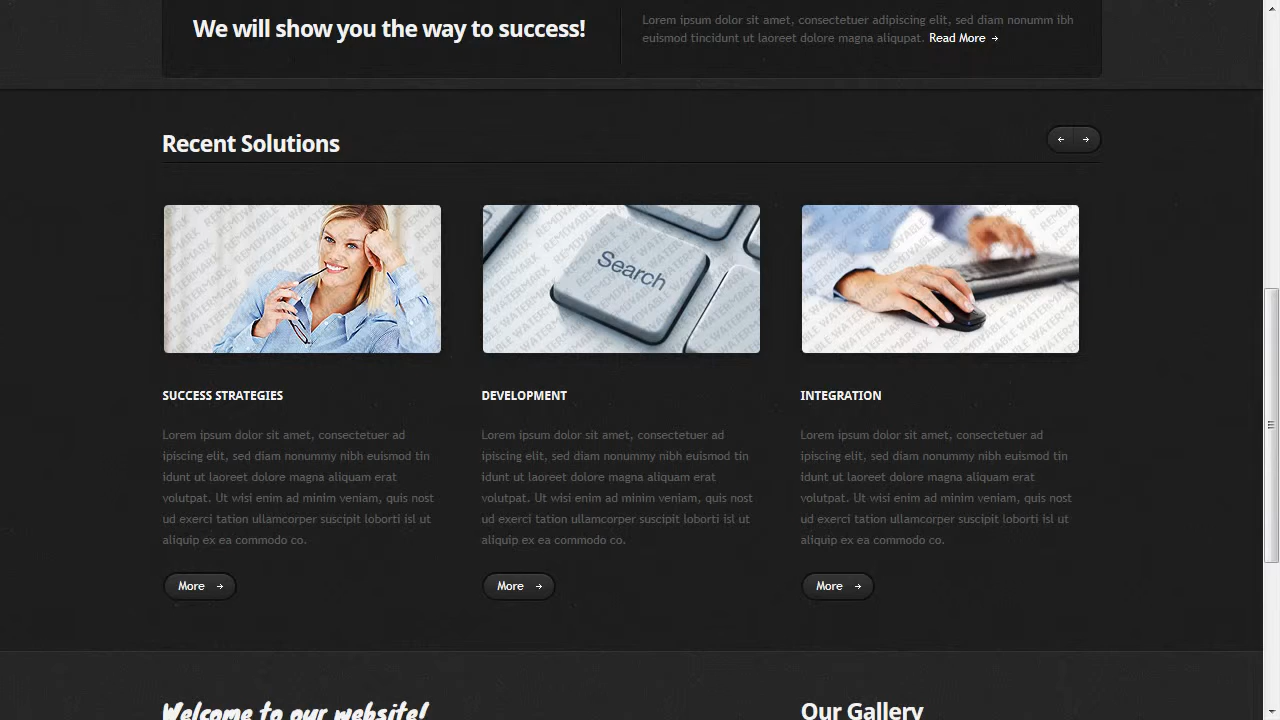 We will show you the way to success!
Lorem ipsum dolor sit amet, consectetuer adipiscing elit, sed diam nonumm ibh
euismod tincidunt ut laoreet dolore magna aliqupat. Read More →
Recent Solutions
SUCCESS STRATEGIES
Lorem ipsum dolor sit amet, consectetuer ad
ipiscing elit, sed diam nonummy nibh euismod tin
idunt ut laoreet dolore magna aliquam erat
volutpat. Ut wisi enim ad minim veniam, quis nost
ud exerci tation ullamcorper suscipit loborti isl ut
aliquip ex ea commodo co.
More →
Search
DEVELOPMENT
Lorem ipsum dolor sit amet, consectetuer ad
ipiscing elit, sed diam nonummy nibh euismod tin
idunt ut laoreet dolore magna aliquam erat
volutpat. Ut wisi enim ad minim veniam, quis nost
ud exerci tation ullamcorper suscipit loborti isl ut
aliquip ex ea commodo co.
More →
INTEGRATION
Lorem ipsum dolor sit amet, consectetuer ad
ipiscing elit, sed diam nonummy nibh euismod tin
idunt ut laoreet dolore magna aliquam erat
volutpat. Ut wisi enim ad minim veniam, quis nost
ud exerci tation ullamcorper suscipit loborti isl ut
aliquip ex ea commodo co.
More →
Welcome to our website!
Our Gallery